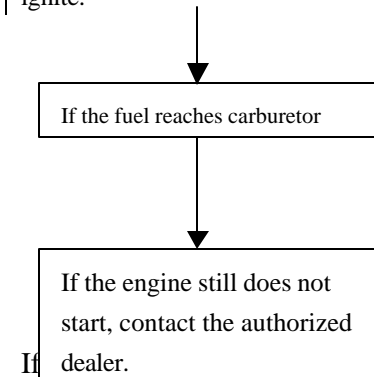 ignite.
If the fuel reaches carburetor
If the engine still does not
start, contact the authorized
If dealer.